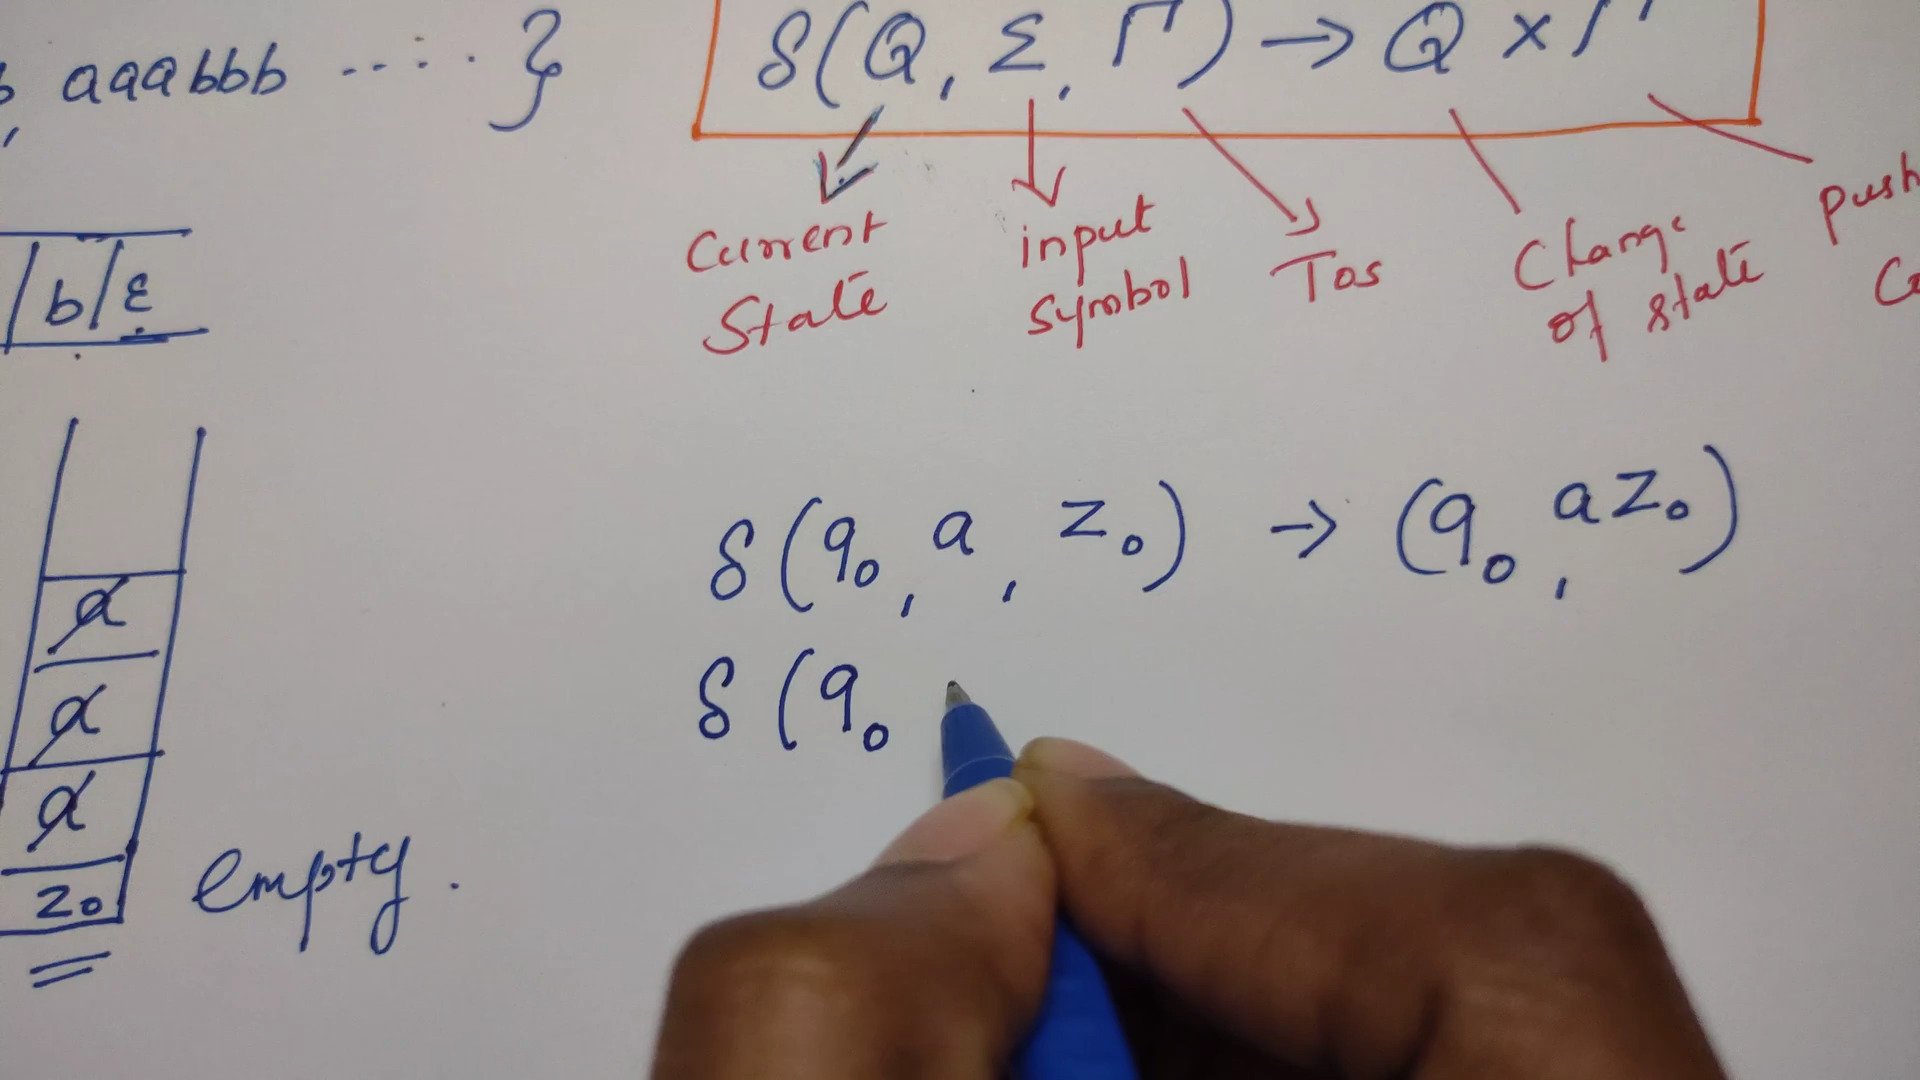 , aaabbb ..... }
δ(Q, Σ, Γ) → Q × Γ
Current State
input symbol
Tos
Change of state
push
b ε
a
a
a
z₀
empty.
δ(q₀, a, z₀) → (q₀, az₀)
δ(q₀